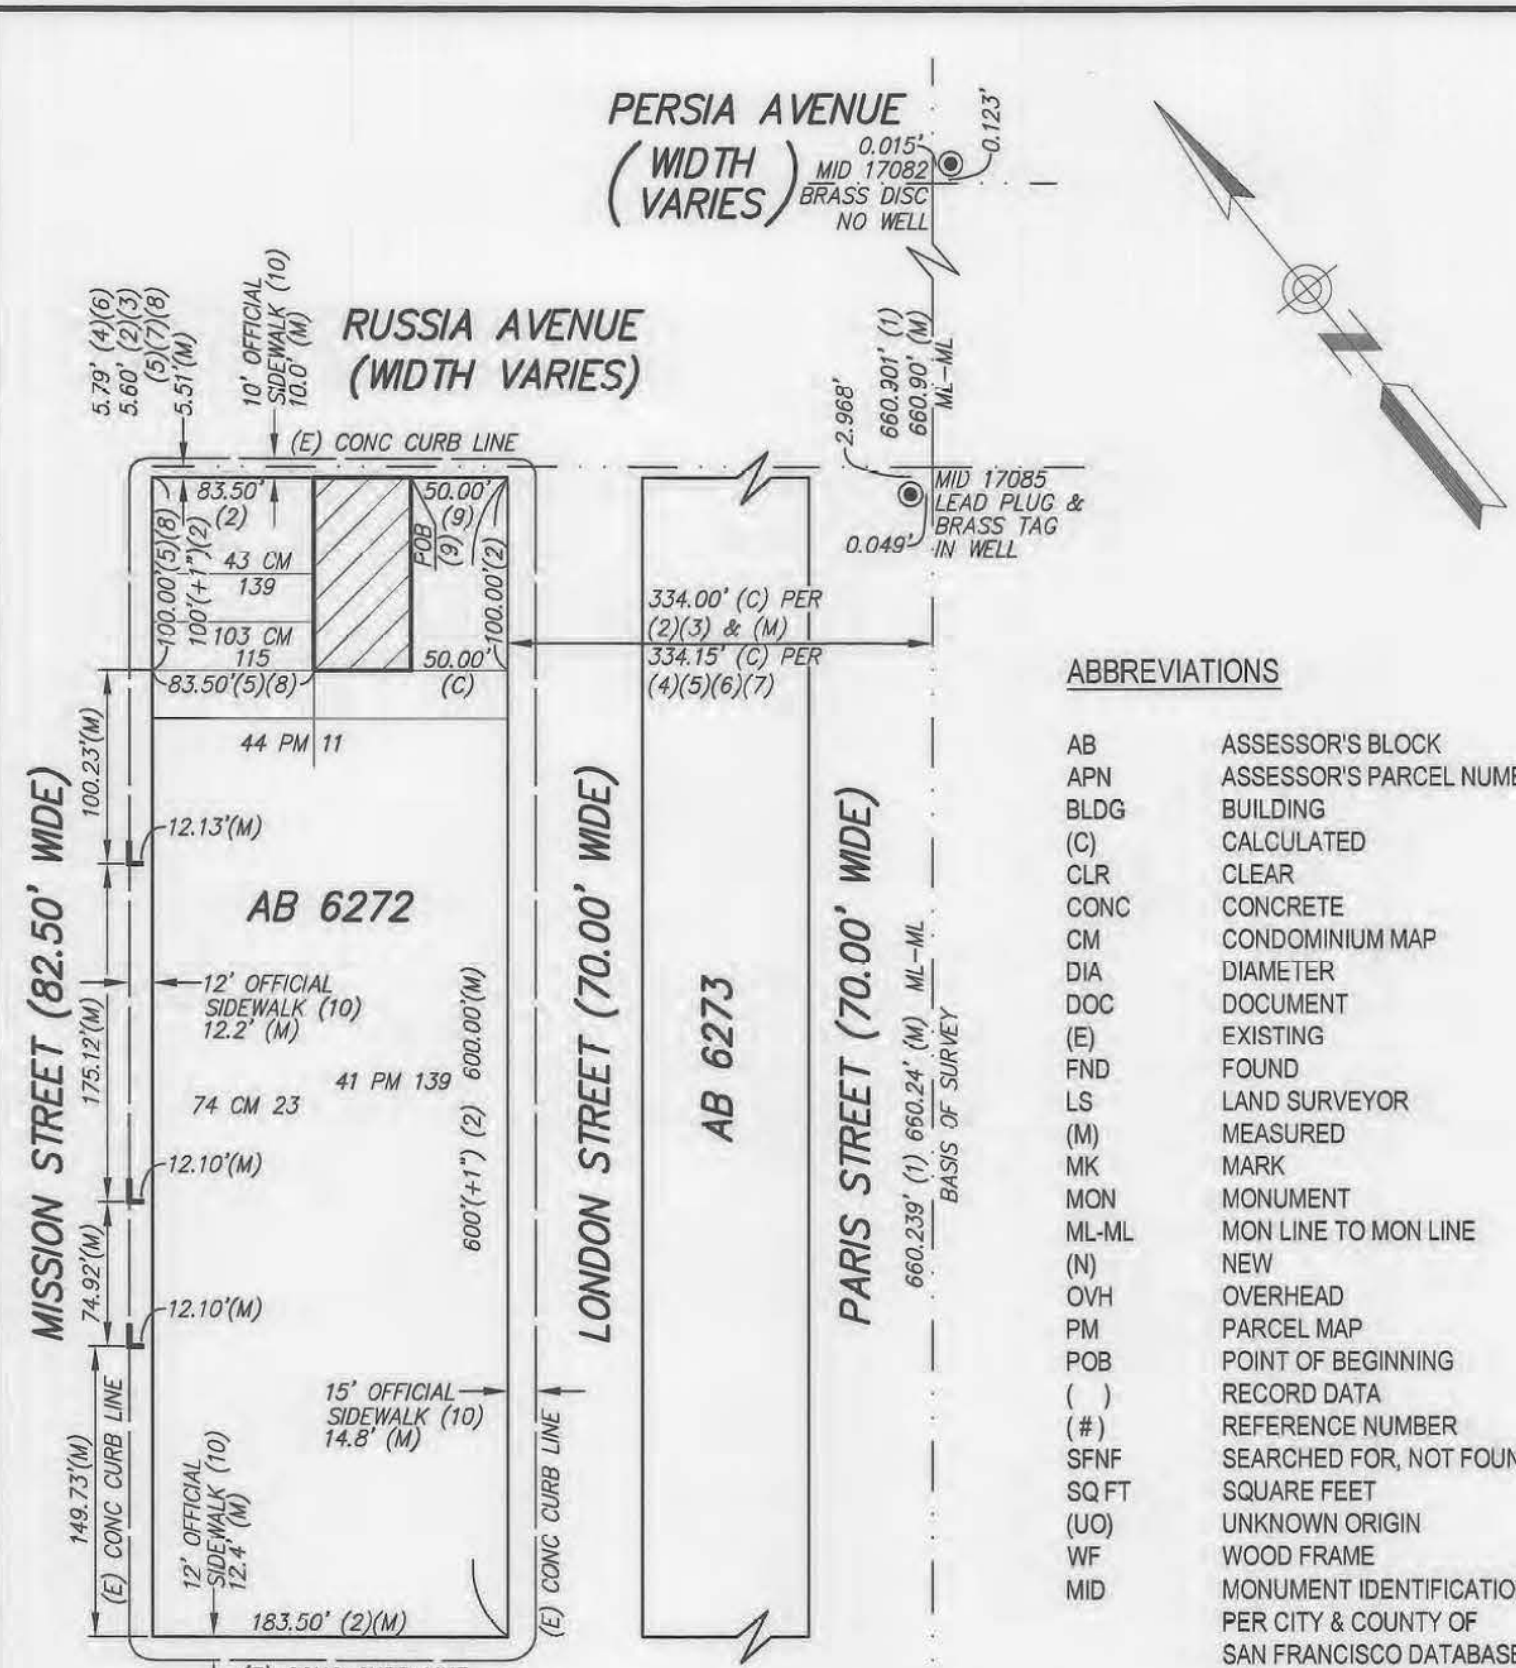 PERSIA AVENUE
(WIDTH
VARIES)
0.015'
MID 17082
BRASS DISC
NO WELL
0.123'
5.79' (4)(6)
5.60' (2)(3)
(5)(7)(8)
5.51'(M)
10' OFFICIAL
SIDEWALK (10)
10.0' (M)
RUSSIA AVENUE
(WIDTH VARIES)
660.901' (1)
660.90' (M)
ML-ML
2.968'
(E) CONC CURB LINE
MID 17085
LEAD PLUG &
BRASS TAG
IN WELL
0.049'
83.50'
(2)
50.00'
(9)
POB
(9)
100.00'(5)(8)
100'(+1")(2)
100.00'(2)
43 CM
139
103 CM
115
83.50'(5)(8)
50.00'
(C)
334.00' (C) PER
(2)(3) & (M)
334.15' (C) PER
(4)(5)(6)(7)
44 PM 11
100.23'(M)
12.13'(M)
MISSION STREET (82.50' WIDE)
AB 6272
12' OFFICIAL
SIDEWALK (10)
12.2' (M)
175.12'(M)
41 PM 139
74 CM 23
600'(+1") (2) 600.00'(M)
12.10'(M)
74.92'(M)
12.10'(M)
LONDON STREET (70.00' WIDE)
AB 6273
PARIS STREET (70.00' WIDE)
660.239' (1) 660.24' (M) ML-ML
BASIS OF SURVEY
15' OFFICIAL
SIDEWALK (10)
14.8' (M)
149.73'(M)
(E) CONC CURB LINE
12' OFFICIAL
SIDEWALK (10)
12.4' (M)
(E) CONC CURB LINE
183.50' (2)(M)
ABBREVIATIONS
AB ASSESSOR'S BLOCK
APN ASSESSOR'S PARCEL NUMB
BLDG BUILDING
(C) CALCULATED
CLR CLEAR
CONC CONCRETE
CM CONDOMINIUM MAP
DIA DIAMETER
DOC DOCUMENT
(E) EXISTING
FND FOUND
LS LAND SURVEYOR
(M) MEASURED
MK MARK
MON MONUMENT
ML-ML MON LINE TO MON LINE
(N) NEW
OVH OVERHEAD
PM PARCEL MAP
POB POINT OF BEGINNING
( ) RECORD DATA
(#) REFERENCE NUMBER
SFNF SEARCHED FOR, NOT FOUN
SQ FT SQUARE FEET
(UO) UNKNOWN ORIGIN
WF WOOD FRAME
MID MONUMENT IDENTIFICATIO
PER CITY & COUNTY OF
SAN FRANCISCO DATABASE